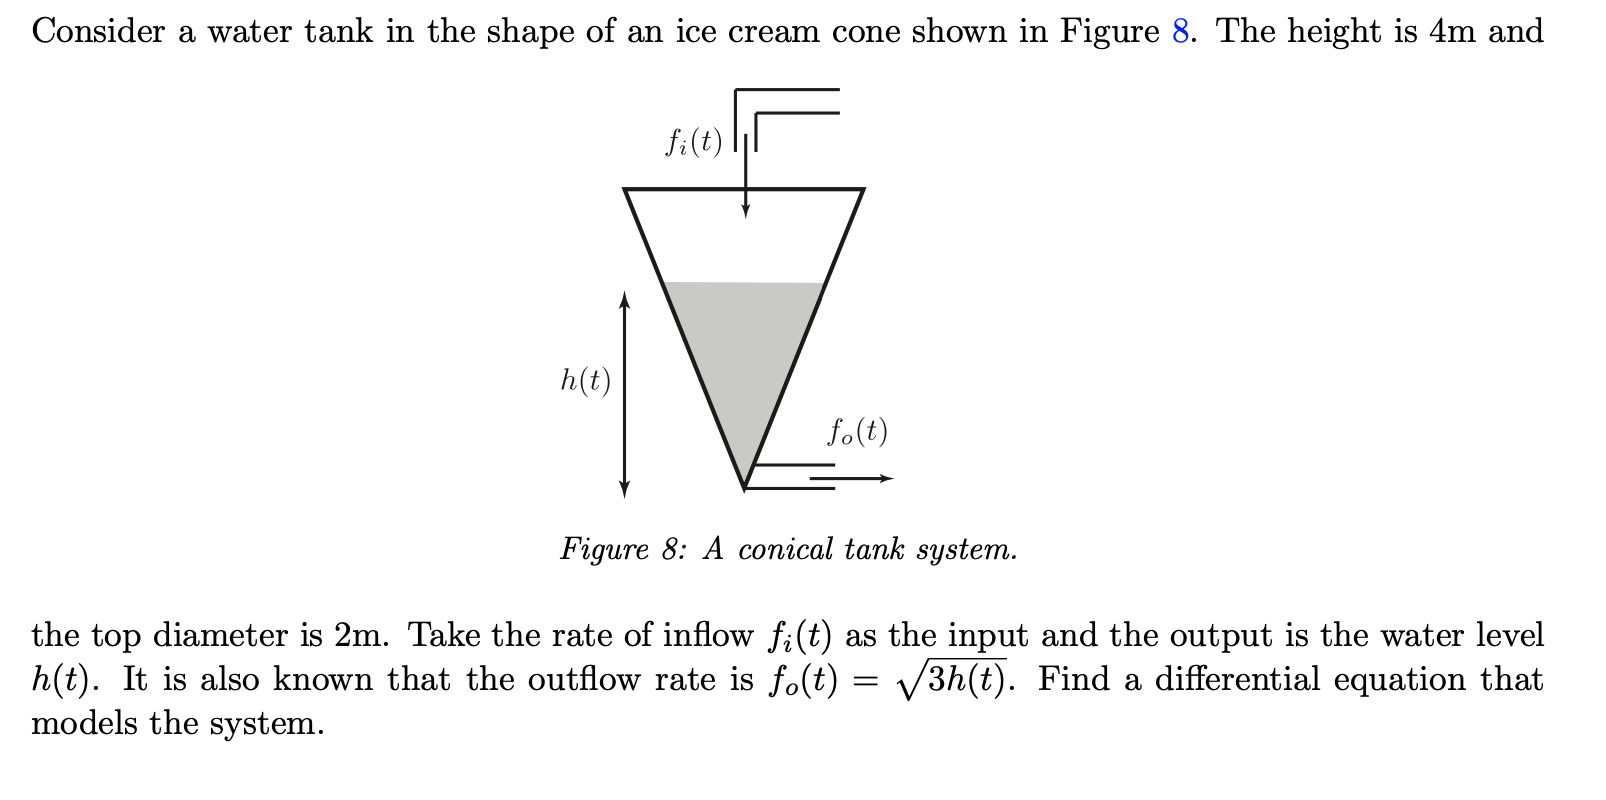 Consider a water tank in the shape of an ice cream cone shown in Figure 8. The height is 4m and
f_i(t)
h(t)
f_o(t)
Figure 8: A conical tank system.
the top diameter is 2m. Take the rate of inflow f_i(t) as the input and the output is the water level
h(t). It is also known that the outflow rate is f_o(t) = √3h(t). Find a differential equation that
models the system.